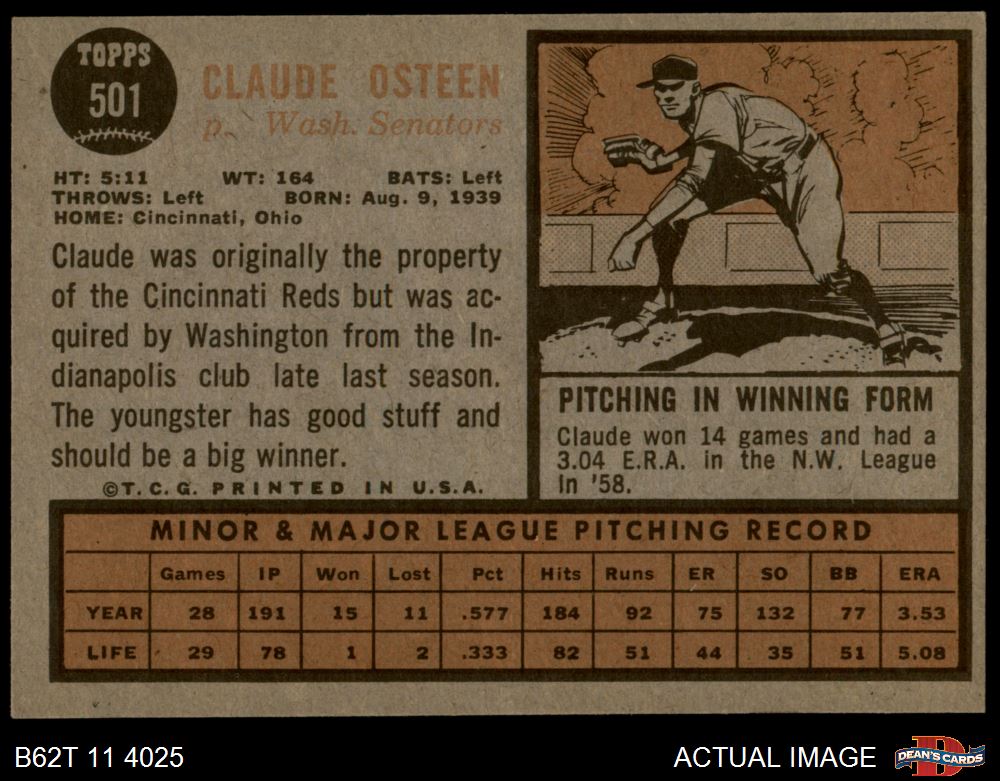 TOPPS
501
CLAUDE OSTEEN
p. Wash. Senators
HT: 5:11 WT: 164 BATS: Left
THROWS: Left BORN: Aug. 9, 1939
HOME: Cincinnati, Ohio
Claude was originally the property
of the Cincinnati Reds but was ac-
quired by Washington from the In-
dianapolis club late last season.
The youngster has good stuff and
should be a big winner.
©T.C.G. PRINTED IN U.S.A.
PITCHING IN WINNING FORM
Claude won 14 games and had a
3.04 E.R.A. in the N.W. League
in '58.
MINOR & MAJOR LEAGUE PITCHING RECORD
Games IP Won Lost Pct Hits Runs ER SO BB ERA
YEAR 28 191 15 11 .577 184 92 75 132 77 3.53
LIFE 29 78 1 2 .333 82 51 44 35 51 5.08
B62T 11 4025
ACTUAL IMAGE
D
DEAN'S CARDS